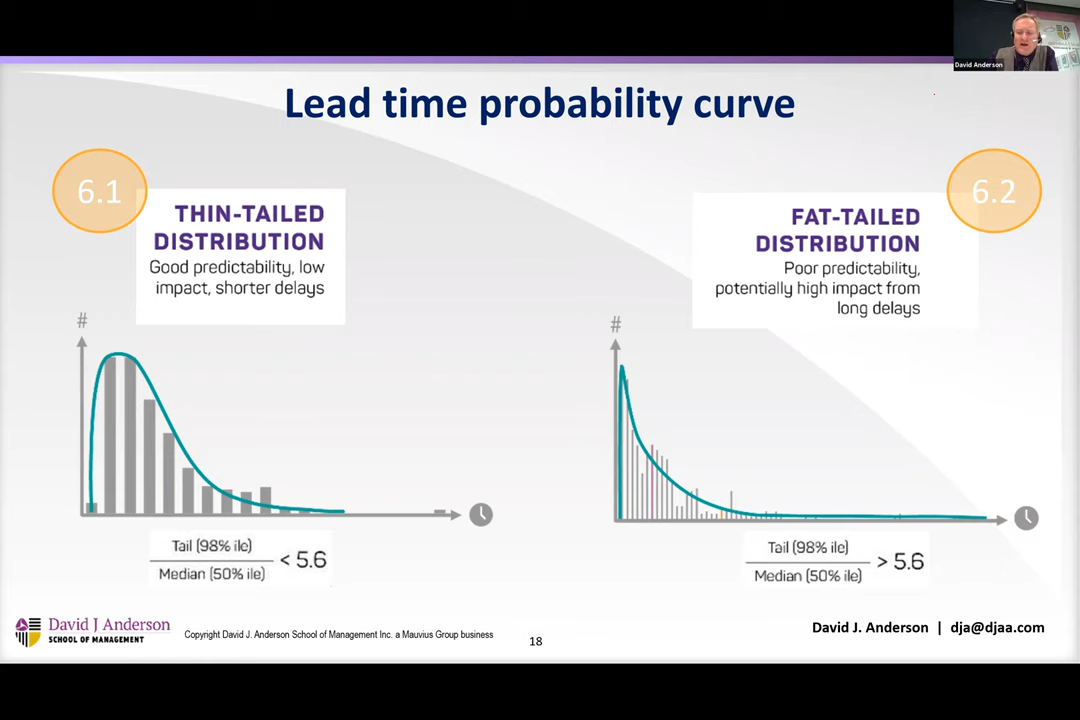 David Anderson
Lead time probability curve
6.1
THIN-TAILED
DISTRIBUTION
Good predictability, low
impact, shorter delays
#
Tail (98% ile)
Median (50% ile)
< 5.6
6.2
FAT-TAILED
DISTRIBUTION
Poor predictability,
potentially high impact from
long delays
#
Tail (98% ile)
Median (50% ile)
> 5.6
David J Anderson
SCHOOL OF MANAGEMENT
Copyright David J. Anderson School of Management Inc. a Mauvius Group business
18
David J. Anderson | dja@djaa.com